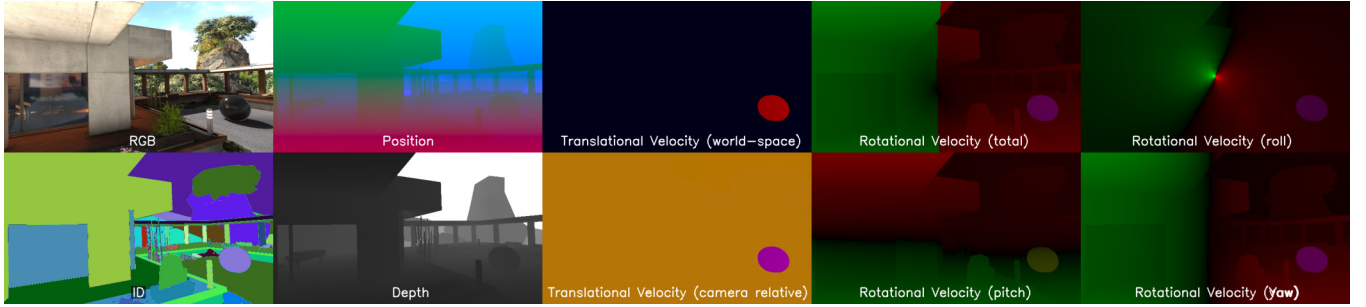 RGB
Position
Translational Velocity (world-space)
Rotational Velocity (total)
Rotational Velocity (roll)
ID
Depth
Translational Velocity (camera relative)
Rotational Velocity (pitch)
Rotational Velocity (Yaw)